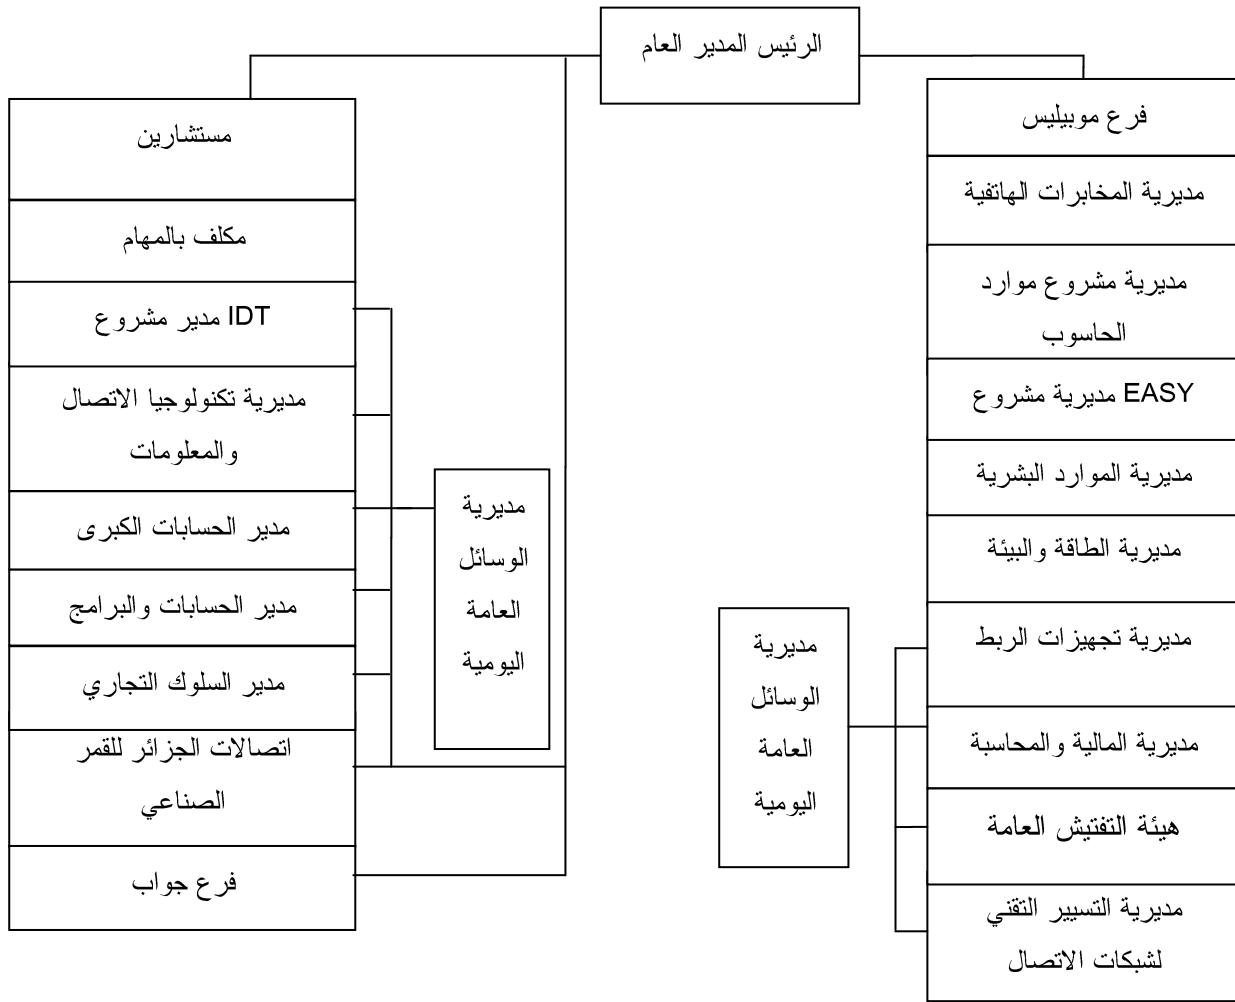 الرئيس المدير العام
فرع موبيليس
مديرية المخابرات الهاتفية
مديرية مشروع موارد
الحاسوب
EASY مديرية مشروع
مديرية الموارد البشرية
مديرية الطاقة والبيئة
مديرية تجهيزات الربط
مديرية المالية والمحاسبة
هيئة التفتيش العامة
مديرية التسيير التقني
لشبكات الاتصال
مديرية
الوسائل
العامة
اليومية
مديرية
الوسائل
العامة
اليومية
مستشارين
مكلف بالمهام
IDT مدير مشروع
مديرية تكنولوجيا الاتصال
والمعلومات
مدير الحسابات الكبرى
مدير الحسابات والبرامج
مدير السلوك التجاري
اتصالات الجزائر للقمر
الصناعي
فرع جواب